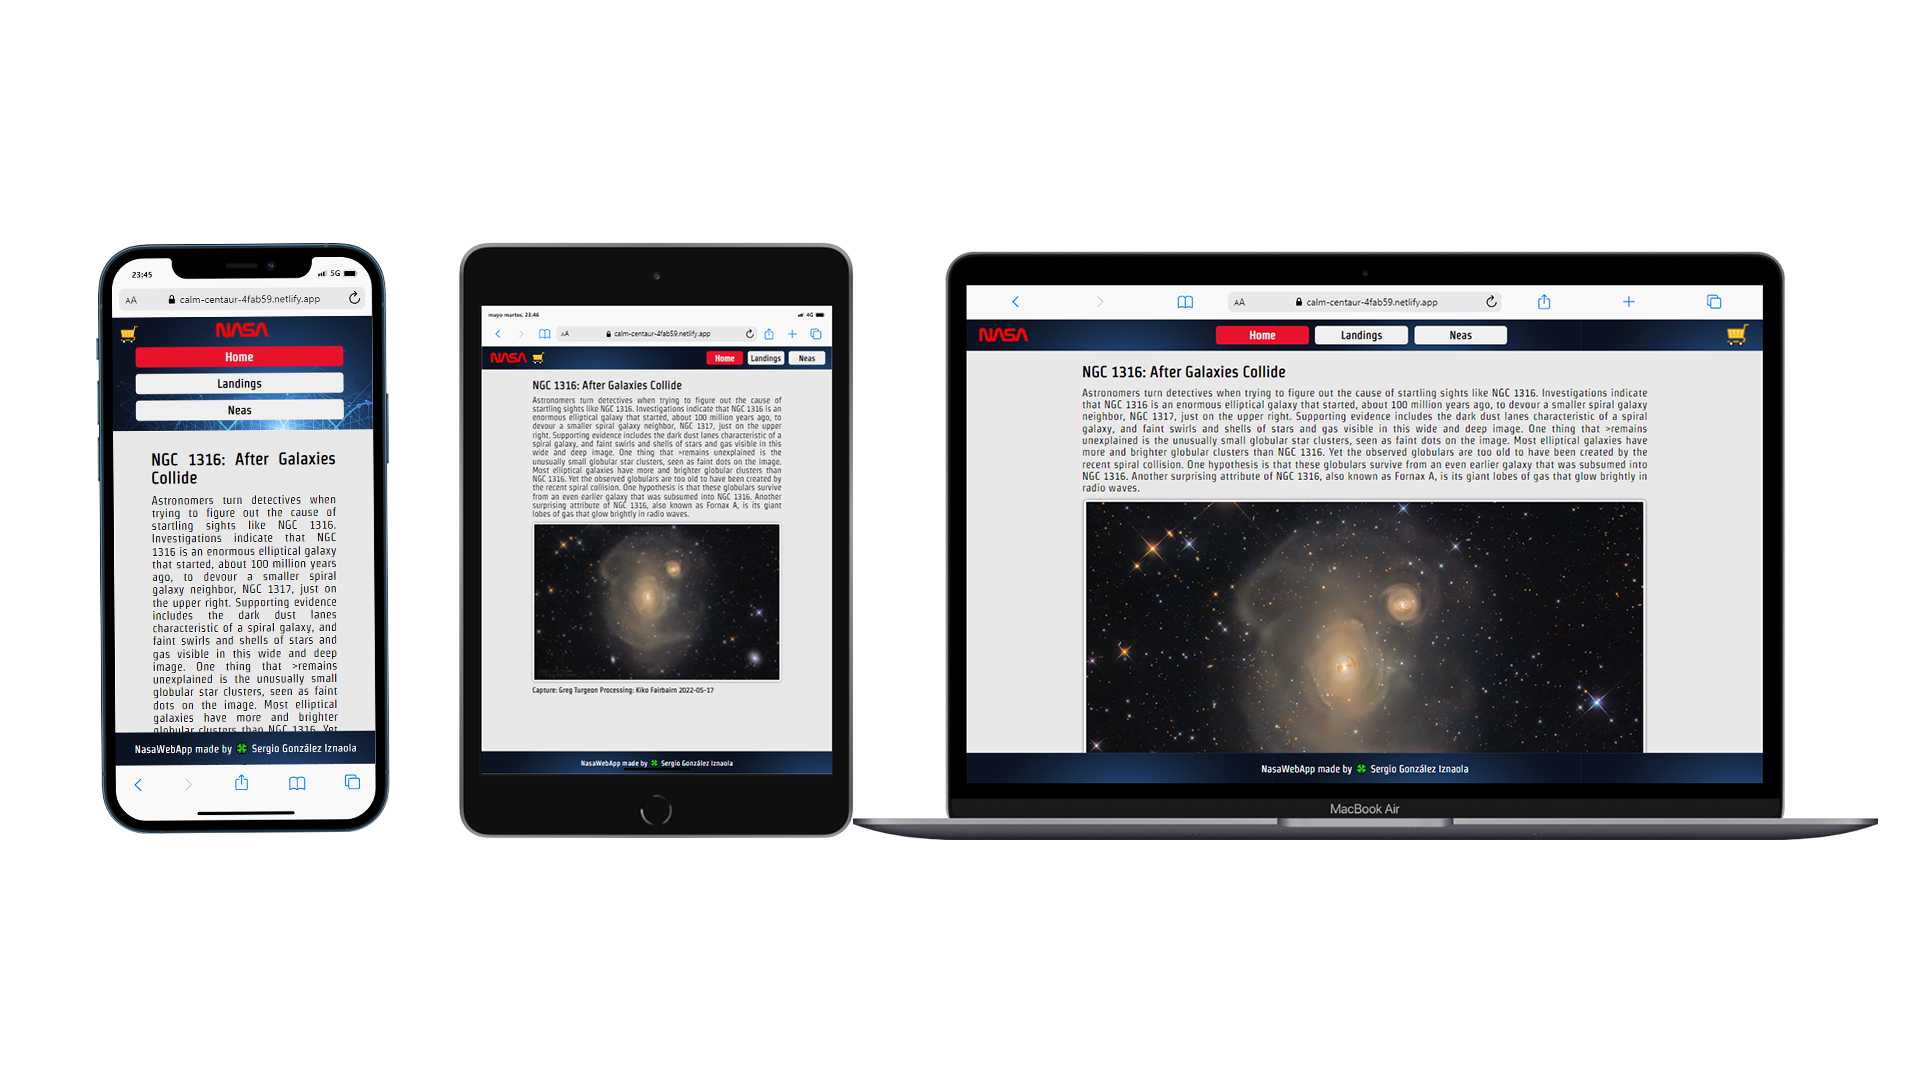 23:45
5G
AA
calm-centaur-4fab59.netlify.app
NASA
Home
Landings
Neas
NGC 1316: After Galaxies
Collide
Astronomers turn detectives when
trying to figure out the cause of
startling sights like NGC 1316.
Investigations indicate that NGC
1316 is an enormous elliptical galaxy
that started, about 100 million years
ago, to devour a smaller spiral
galaxy neighbor, NGC 1317, just on
the upper right. Supporting evidence
includes the dark dust lanes
characteristic of a spiral galaxy, and
faint swirls and shells of stars and
gas visible in this wide and deep
image. One thing that >remains
unexplained is the unusually small
globular star clusters, seen as faint
dots on the image. Most elliptical
galaxies have more and brighter
globular clusters than NGC 1316. Yet
NasaWebApp made by Sergio González Iznaola
mayo martes, 23:46
4G
AA
calm-centaur-4fab59.netlify.app
NASA
Home
Landings
Neas
NGC 1316: After Galaxies Collide
Astronomers turn detectives when trying to figure out the cause of
startling sights like NGC 1316. Investigations indicate that NGC 1316 is an
enormous elliptical galaxy that started, about 100 million years ago, to
devour a smaller spiral galaxy neighbor, NGC 1317, just on the upper
right. Supporting evidence includes the dark dust lanes characteristic of a
spiral galaxy, and faint swirls and shells of stars and gas visible in this
wide and deep image. One thing that >remains unexplained is the
unusually small globular star clusters, seen as faint dots on the image.
Most elliptical galaxies have more and brighter globular clusters than
NGC 1316. Yet the observed globulars are too old to have been created by
the recent spiral collision. One hypothesis is that these globulars survive
from an even earlier galaxy that was subsumed into NGC 1316. Another
surprising attribute of NGC 1316, also known as Fornax A, is its giant
lobes of gas that glow brightly in radio waves.
Capture: Greg Turgeon Processing: Kiko Fairbairn 2022-05-17
NasaWebApp made by Sergio González Iznaola
AA
calm-centaur-4fab59.netlify.app
NASA
Home
Landings
Neas
NGC 1316: After Galaxies Collide
Astronomers turn detectives when trying to figure out the cause of startling sights like NGC 1316. Investigations indicate
that NGC 1316 is an enormous elliptical galaxy that started, about 100 million years ago, to devour a smaller spiral galaxy
neighbor, NGC 1317, just on the upper right. Supporting evidence includes the dark dust lanes characteristic of a spiral
galaxy, and faint swirls and shells of stars and gas visible in this wide and deep image. One thing that >remains
unexplained is the unusually small globular star clusters, seen as faint dots on the image. Most elliptical galaxies have
more and brighter globular clusters than NGC 1316. Yet the observed globulars are too old to have been created by the
recent spiral collision. One hypothesis is that these globulars survive from an even earlier galaxy that was subsumed into
NGC 1316. Another surprising attribute of NGC 1316, also known as Fornax A, is its giant lobes of gas that glow brightly in
radio waves.
NasaWebApp made by Sergio González Iznaola
MacBook Air